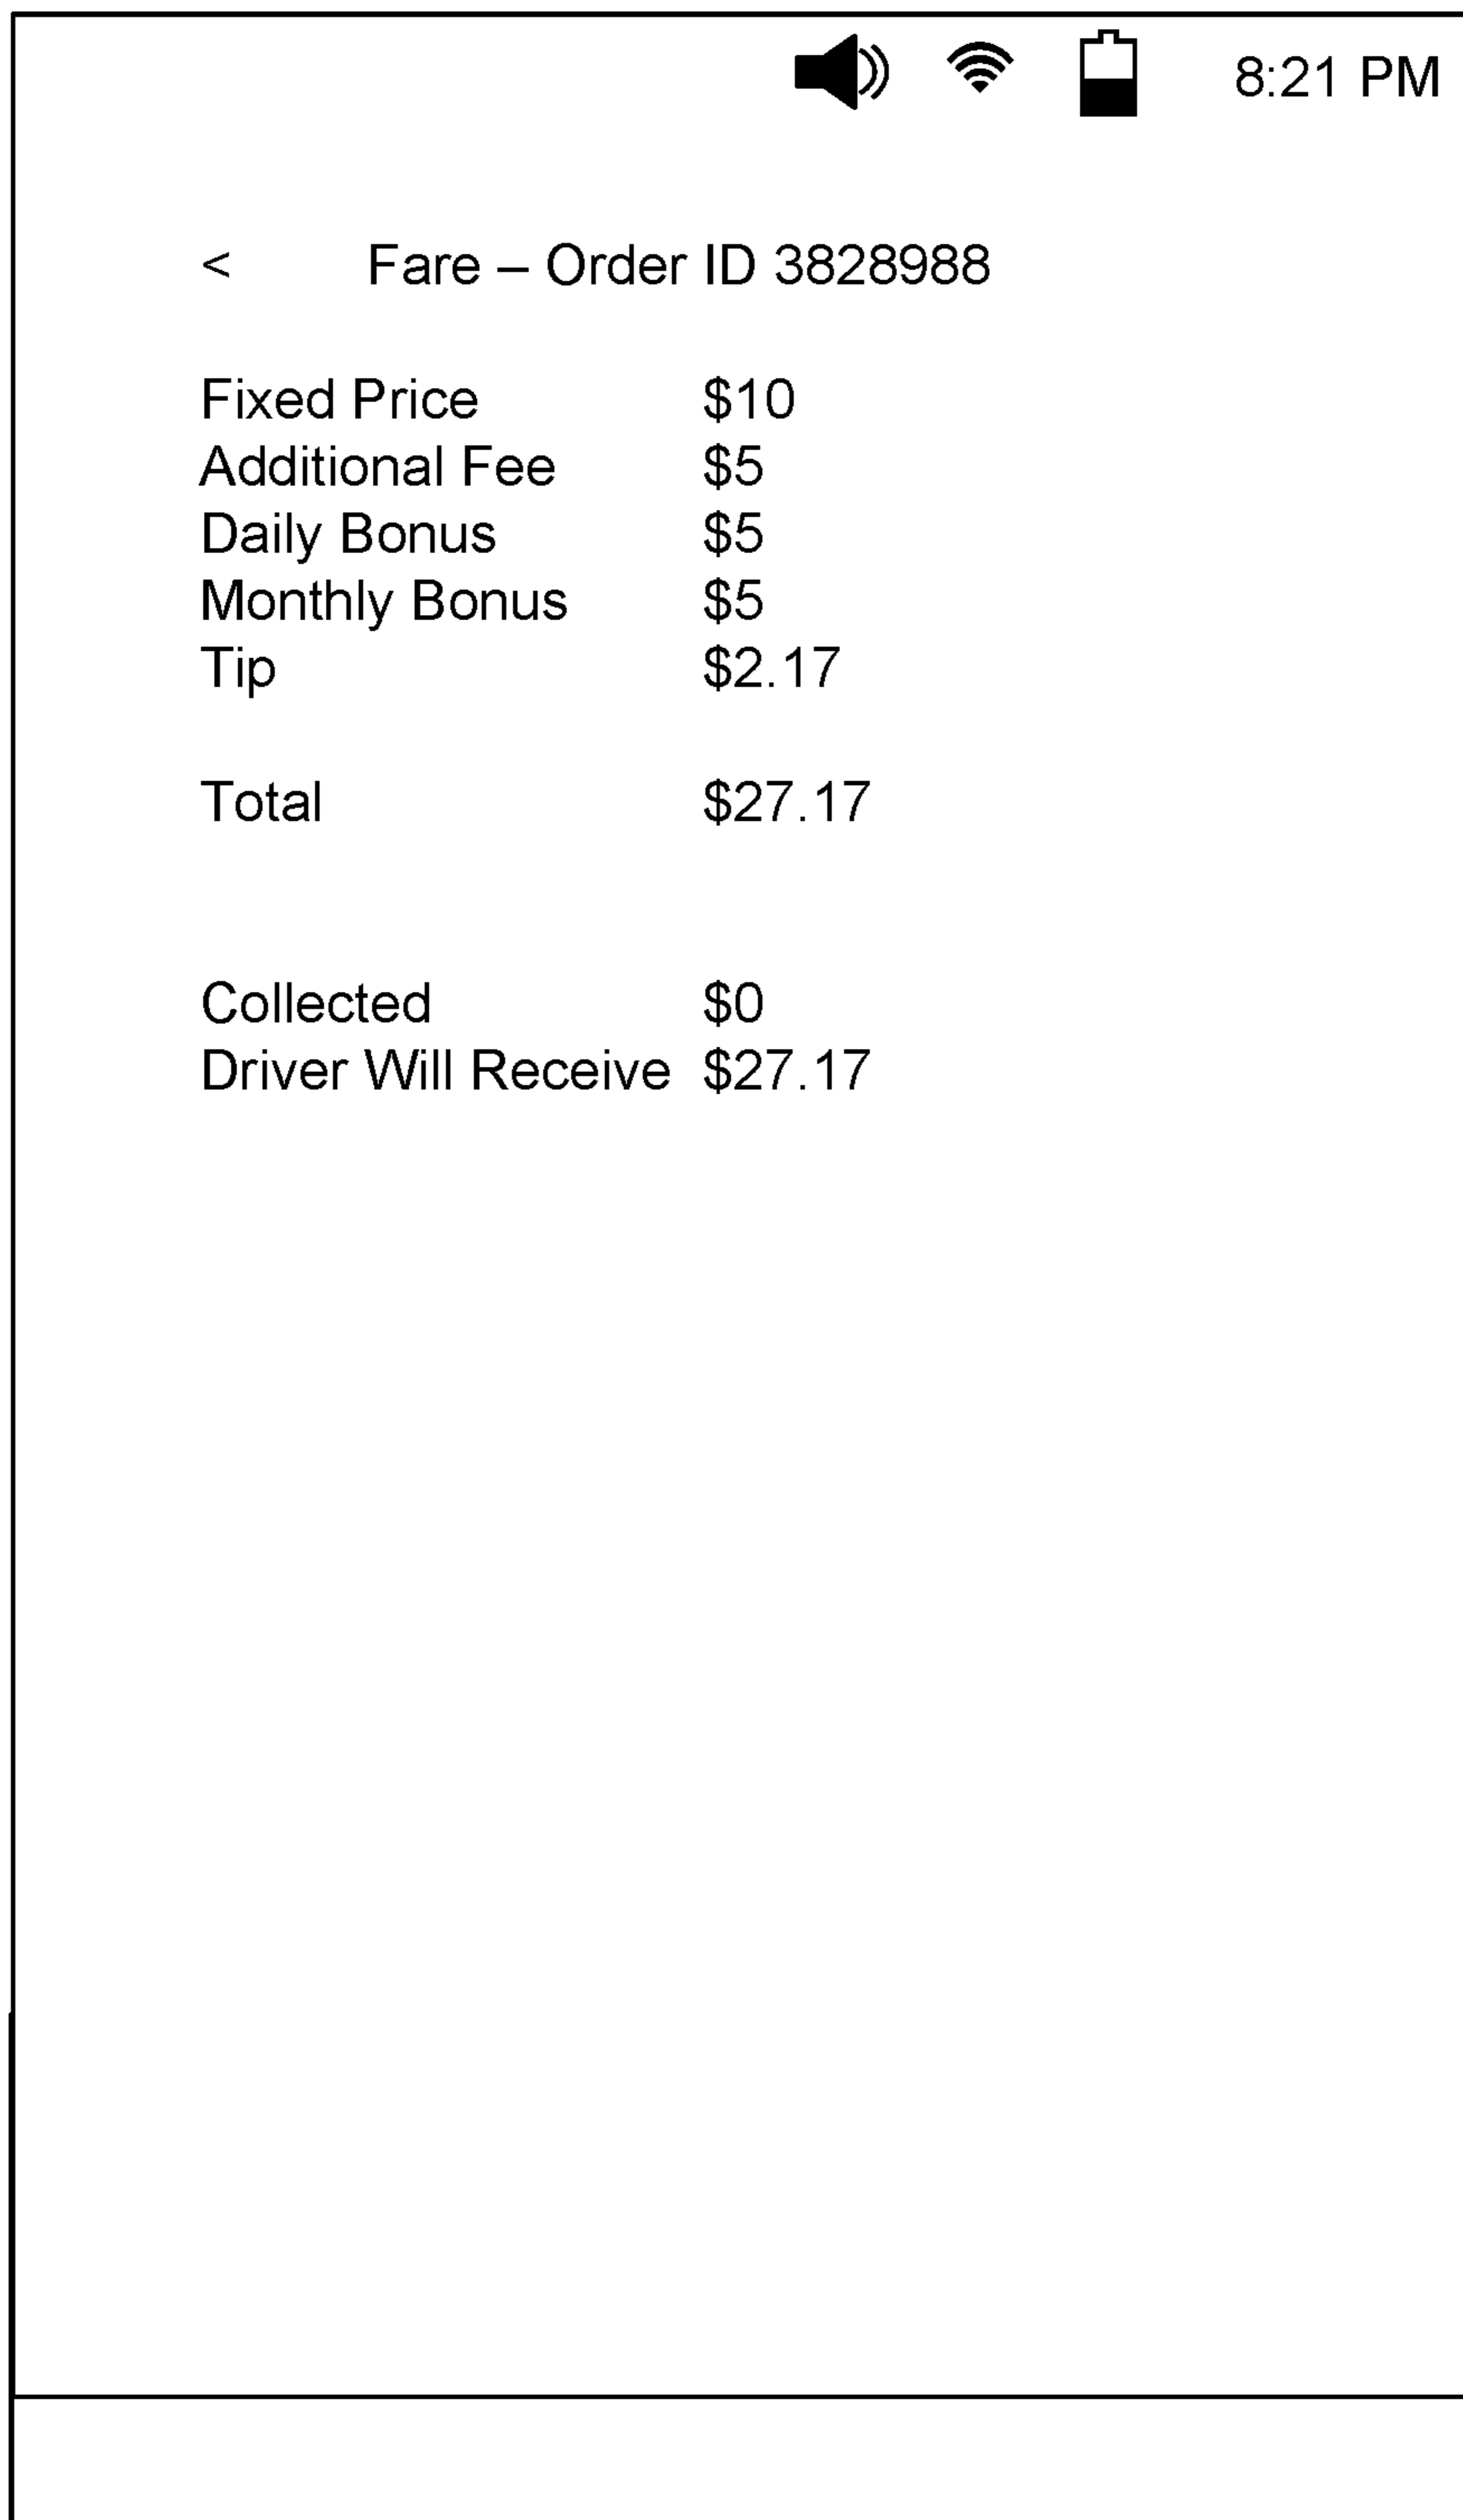 8:21 PM
< Fare – Order ID 3828988
Fixed Price $10
Additional Fee $5
Daily Bonus $5
Monthly Bonus $5
Tip $2.17
Total $27.17
Collected $0
Driver Will Receive $27.17